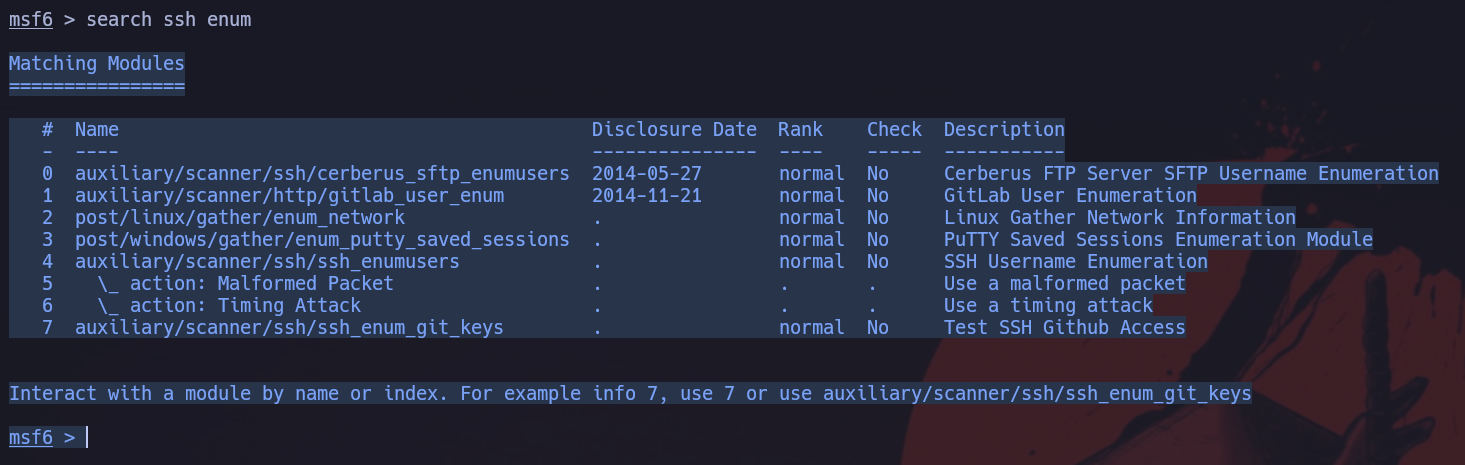 msf6 > search ssh enum

Matching Modules
================

   #  Name                                           Disclosure Date  Rank    Check  Description
   -  ----                                           ---------------  ----    -----  -----------
   0  auxiliary/scanner/ssh/cerberus_sftp_enumusers  2014-05-27       normal  No     Cerberus FTP Server SFTP Username Enumeration
   1  auxiliary/scanner/http/gitlab_user_enum        2014-11-21       normal  No     GitLab User Enumeration
   2  post/linux/gather/enum_network                 .                normal  No     Linux Gather Network Information
   3  post/windows/gather/enum_putty_saved_sessions  .                normal  No     PuTTY Saved Sessions Enumeration Module
   4  auxiliary/scanner/ssh/ssh_enumusers            .                normal  No     SSH Username Enumeration
   5    \_ action: Malformed Packet                  .                .       .      Use a malformed packet
   6    \_ action: Timing Attack                     .                .       .      Use a timing attack
   7  auxiliary/scanner/ssh/ssh_enum_git_keys        .                normal  No     Test SSH Github Access

Interact with a module by name or index. For example info 7, use 7 or use auxiliary/scanner/ssh/ssh_enum_git_keys

msf6 >